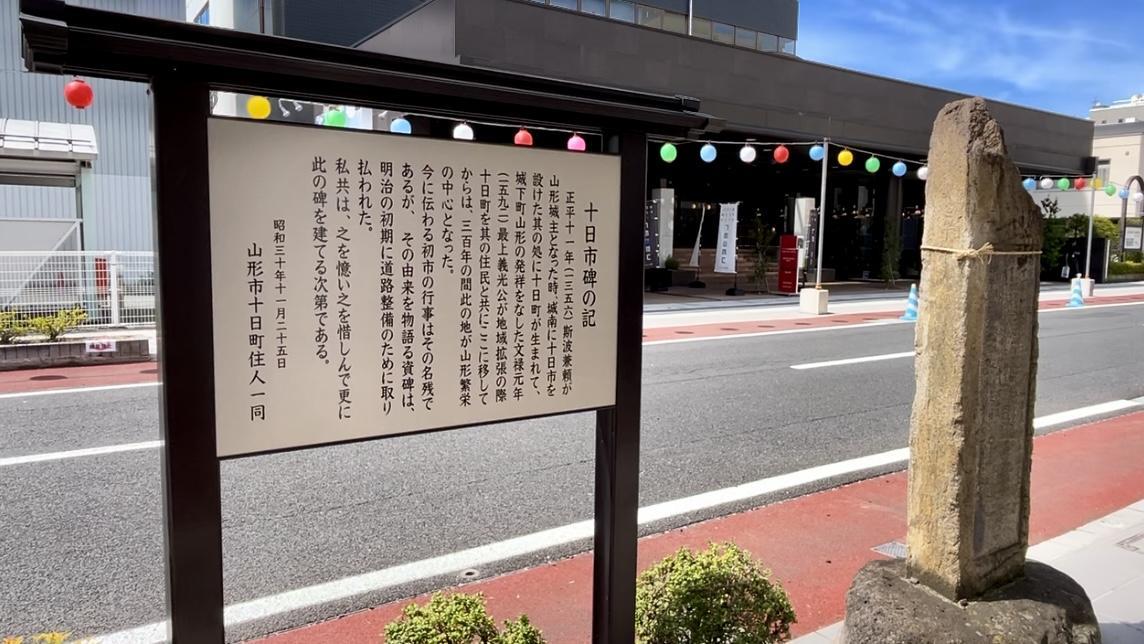 十日市碑の記
正平十一年(一三五六)斯波兼頼が
山形城主となった時、城南に十日市を
設けた其の処に十日町が生まれて、
城下町山形の発祥をなした文禄元年
(一五九二)最上義光公が地域拡張の際
十日町を其の住民と共にここに移して
からは、三百年の間此の地が山形繁栄
の中心となった。
今に伝わる初市の行事はその名残で
あるが、その由来を物語る資碑は、
明治の初期に道路整備のために取り
払われた。
私共は、之を憶い之を惜しんで更に
此の碑を建てる次第である。
昭和三十年十一月二十五日
山形市十日町住人一同